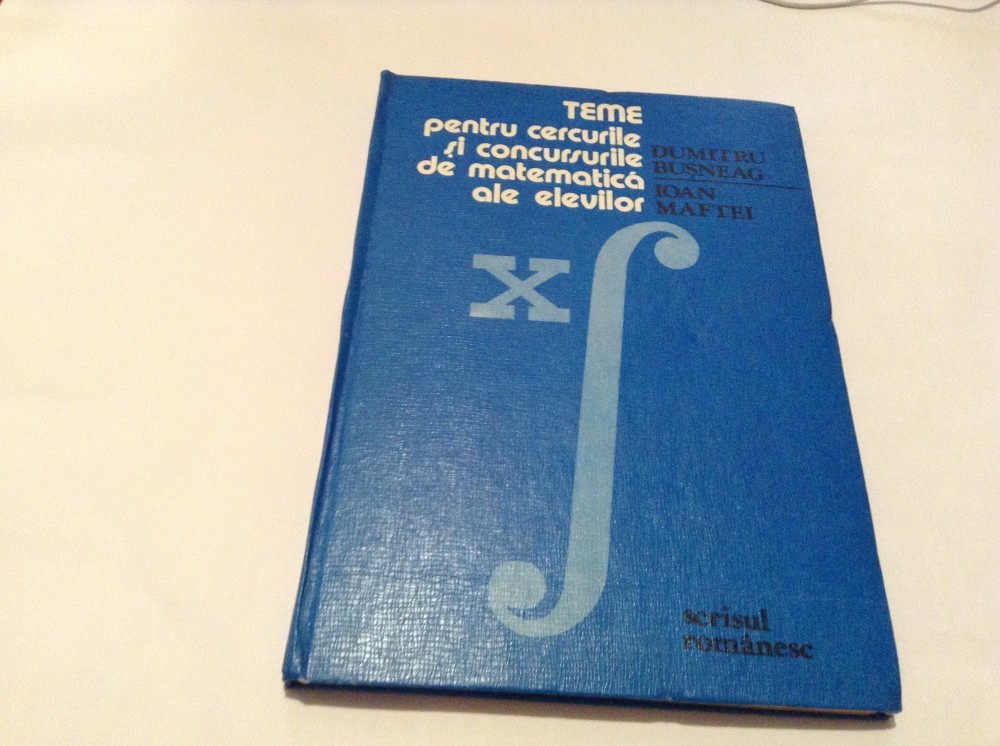 TEME
pentru cercurile
și concursurile
de matematică
ale elevilor
DUMITRU
BUȘNEAG
IOAN
MAFTEI
x∫
scrisul
românesc